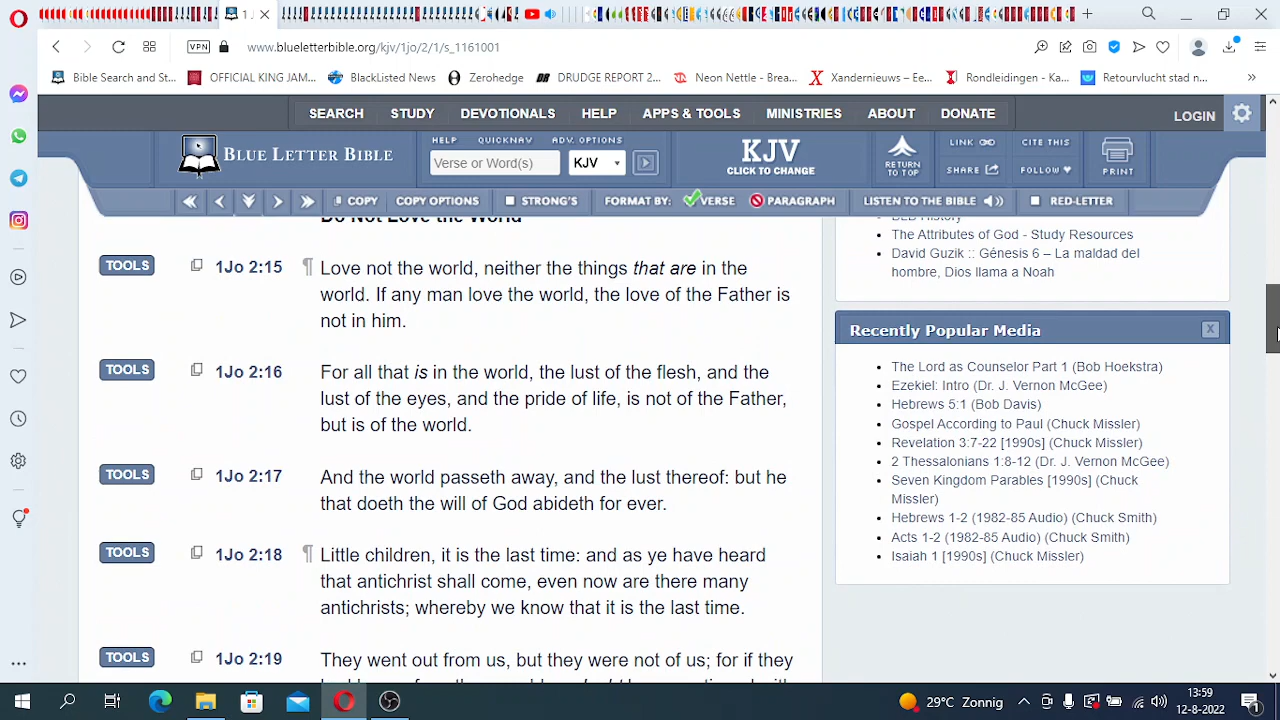 1
www.blueletterbible.org/kjv/1jo/2/1/s_1161001
VPN
Bible Search and St...
OFFICIAL KING JAM...
BlackListed News
Zerohedge
DRUDGE REPORT 2...
Neon Nettle - Brea...
Xandernieuws – Ee...
Rondleidingen - Ka...
Retourvlucht stad n...
SEARCH
STUDY
DEVOTIONALS
HELP
APPS & TOOLS
MINISTRIES
ABOUT
DONATE
LOGIN
BLUE LETTER BIBLE
HELP
QUICKNAV
ADV. OPTIONS
Verse or Word(s)
KJV
KJV
CLICK TO CHANGE
RETURN
TO TOP
LINK
SHARE
CITE THIS
FOLLOW
PRINT
COPY
COPY OPTIONS
STRONG'S
FORMAT BY:
VERSE
PARAGRAPH
LISTEN TO THE BIBLE
RED-LETTER
Do Not Love the World
TOOLS
1Jo 2:15
¶ Love not the world, neither the things that are in the
world. If any man love the world, the love of the Father is
not in him.
TOOLS
1Jo 2:16
For all that is in the world, the lust of the flesh, and the
lust of the eyes, and the pride of life, is not of the Father,
but is of the world.
TOOLS
1Jo 2:17
And the world passeth away, and the lust thereof: but he
that doeth the will of God abideth for ever.
TOOLS
1Jo 2:18
¶ Little children, it is the last time: and as ye have heard
that antichrist shall come, even now are there many
antichrists; whereby we know that it is the last time.
TOOLS
1Jo 2:19
They went out from us, but they were not of us; for if they
The Attributes of God - Study Resources
David Guzik :: Génesis 6 – La maldad del
hombre, Dios llama a Noah
Recently Popular Media
X
The Lord as Counselor Part 1 (Bob Hoekstra)
Ezekiel: Intro (Dr. J. Vernon McGee)
Hebrews 5:1 (Bob Davis)
Gospel According to Paul (Chuck Missler)
Revelation 3:7-22 [1990s] (Chuck Missler)
2 Thessalonians 1:8-12 (Dr. J. Vernon McGee)
Seven Kingdom Parables [1990s] (Chuck
Missler)
Hebrews 1-2 (1982-85 Audio) (Chuck Smith)
Acts 1-2 (1982-85 Audio) (Chuck Smith)
Isaiah 1 [1990s] (Chuck Missler)
29°C Zonnig
13:59
12-8-2022
1